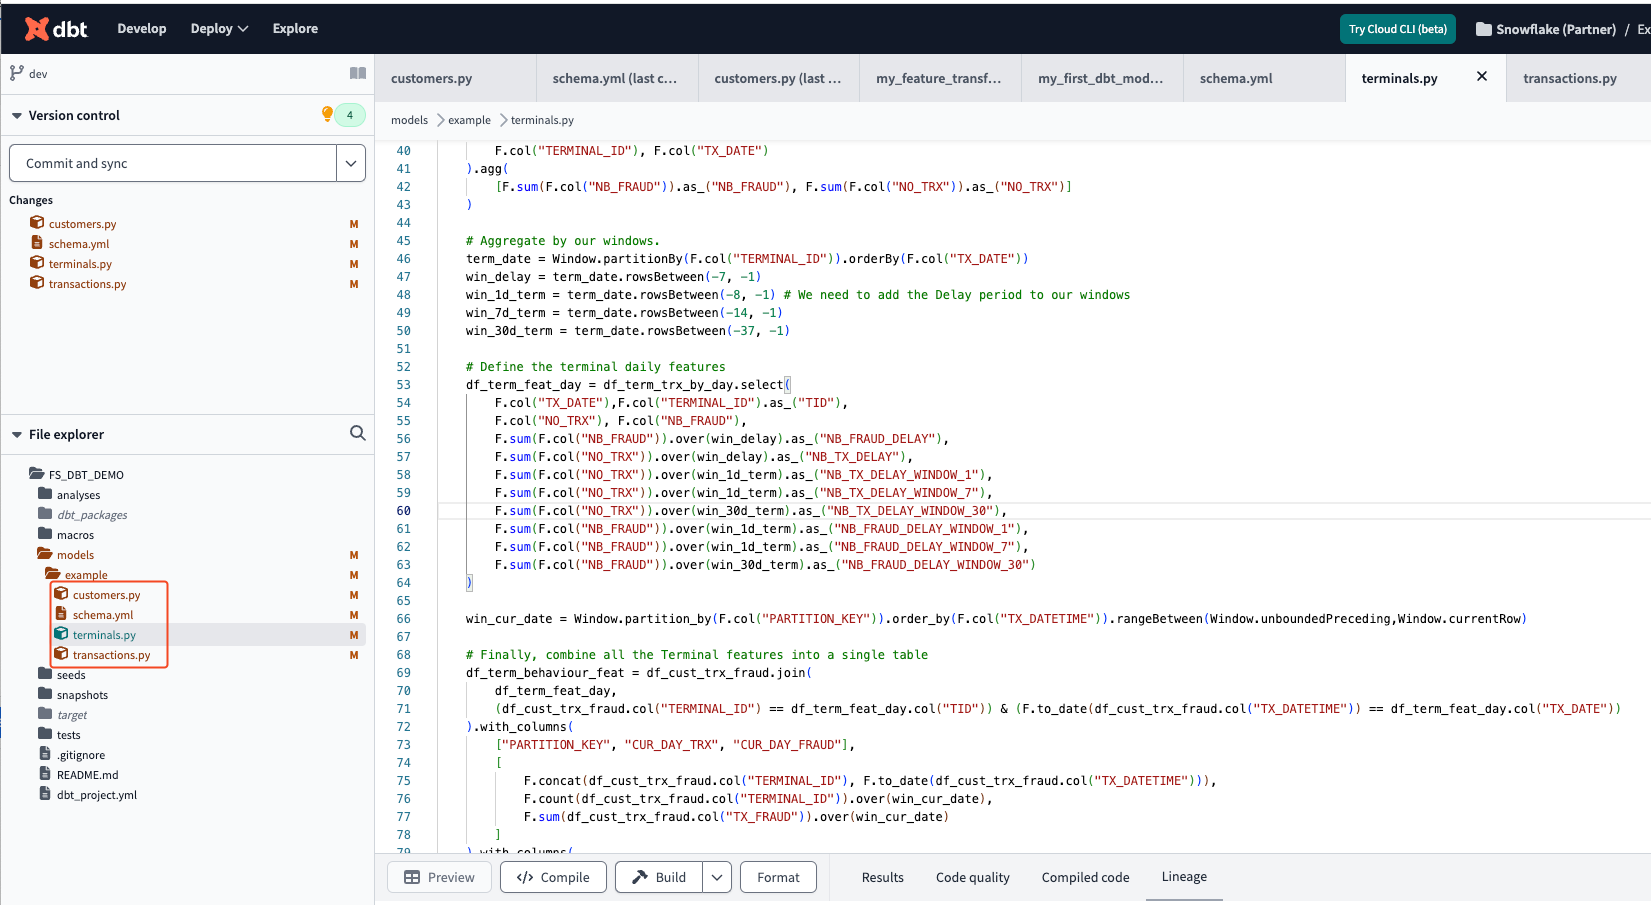 dbt Develop Deploy Explore Try Cloud CLI (beta) Snowflake (Partner) / Ex
dev
Version control 4
Commit and sync
Changes
customers.py M
schema.yml M
terminals.py M
transactions.py M
File explorer
FS_DBT_DEMO
analyses
dbt_packages
macros
models M
example M
customers.py M
schema.yml M
terminals.py M
transactions.py M
seeds
snapshots
target
tests
.gitignore
README.md
dbt_project.yml
customers.py schema.yml (last c... customers.py (last ... my_feature_transf... my_first_dbt_mod... schema.yml terminals.py transactions.py
models example terminals.py
40 F.col("TERMINAL_ID"), F.col("TX_DATE")
41 ).agg(
42 [F.sum(F.col("NB_FRAUD")).as_("NB_FRAUD"), F.sum(F.col("NO_TRX")).as_("NO_TRX")]
43 )
44
45 # Aggregate by our windows.
46 term_date = Window.partitionBy(F.col("TERMINAL_ID")).orderBy(F.col("TX_DATE"))
47 win_delay = term_date.rowsBetween(-7, -1)
48 win_1d_term = term_date.rowsBetween(-8, -1) # We need to add the Delay period to our windows
49 win_7d_term = term_date.rowsBetween(-14, -1)
50 win_30d_term = term_date.rowsBetween(-37, -1)
51
52 # Define the terminal daily features
53 df_term_feat_day = df_term_trx_by_day.select(
54 F.col("TX_DATE"),F.col("TERMINAL_ID").as_("TID"),
55 F.col("NO_TRX"), F.col("NB_FRAUD"),
56 F.sum(F.col("NB_FRAUD")).over(win_delay).as_("NB_FRAUD_DELAY"),
57 F.sum(F.col("NO_TRX")).over(win_delay).as_("NB_TX_DELAY"),
58 F.sum(F.col("NO_TRX")).over(win_1d_term).as_("NB_TX_DELAY_WINDOW_1"),
59 F.sum(F.col("NO_TRX")).over(win_1d_term).as_("NB_TX_DELAY_WINDOW_7"),
60 F.sum(F.col("NO_TRX")).over(win_30d_term).as_("NB_TX_DELAY_WINDOW_30"),
61 F.sum(F.col("NB_FRAUD")).over(win_1d_term).as_("NB_FRAUD_DELAY_WINDOW_1"),
62 F.sum(F.col("NB_FRAUD")).over(win_1d_term).as_("NB_FRAUD_DELAY_WINDOW_7"),
63 F.sum(F.col("NB_FRAUD")).over(win_30d_term).as_("NB_FRAUD_DELAY_WINDOW_30")
64 )
65
66 win_cur_date = Window.partition_by(F.col("PARTITION_KEY")).order_by(F.col("TX_DATETIME")).rangeBetween(Window.unboundedPreceding,Window.currentRow)
67
68 # Finally, combine all the Terminal features into a single table
69 df_term_behaviour_feat = df_cust_trx_fraud.join(
70 df_term_feat_day,
71 (df_cust_trx_fraud.col("TERMINAL_ID") == df_term_feat_day.col("TID")) & (F.to_date(df_cust_trx_fraud.col("TX_DATETIME")) == df_term_feat_day.col("TX_DATE"))
72 ).with_columns(
73 ["PARTITION_KEY", "CUR_DAY_TRX", "CUR_DAY_FRAUD"],
74 [
75 F.concat(df_cust_trx_fraud.col("TERMINAL_ID"), F.to_date(df_cust_trx_fraud.col("TX_DATETIME"))),
76 F.count(df_cust_trx_fraud.col("TERMINAL_ID")).over(win_cur_date),
77 F.sum(df_cust_trx_fraud.col("TX_FRAUD")).over(win_cur_date)
78 ]
79 ).with_columns(
Preview Compile Build Format Results Code quality Compiled code Lineage